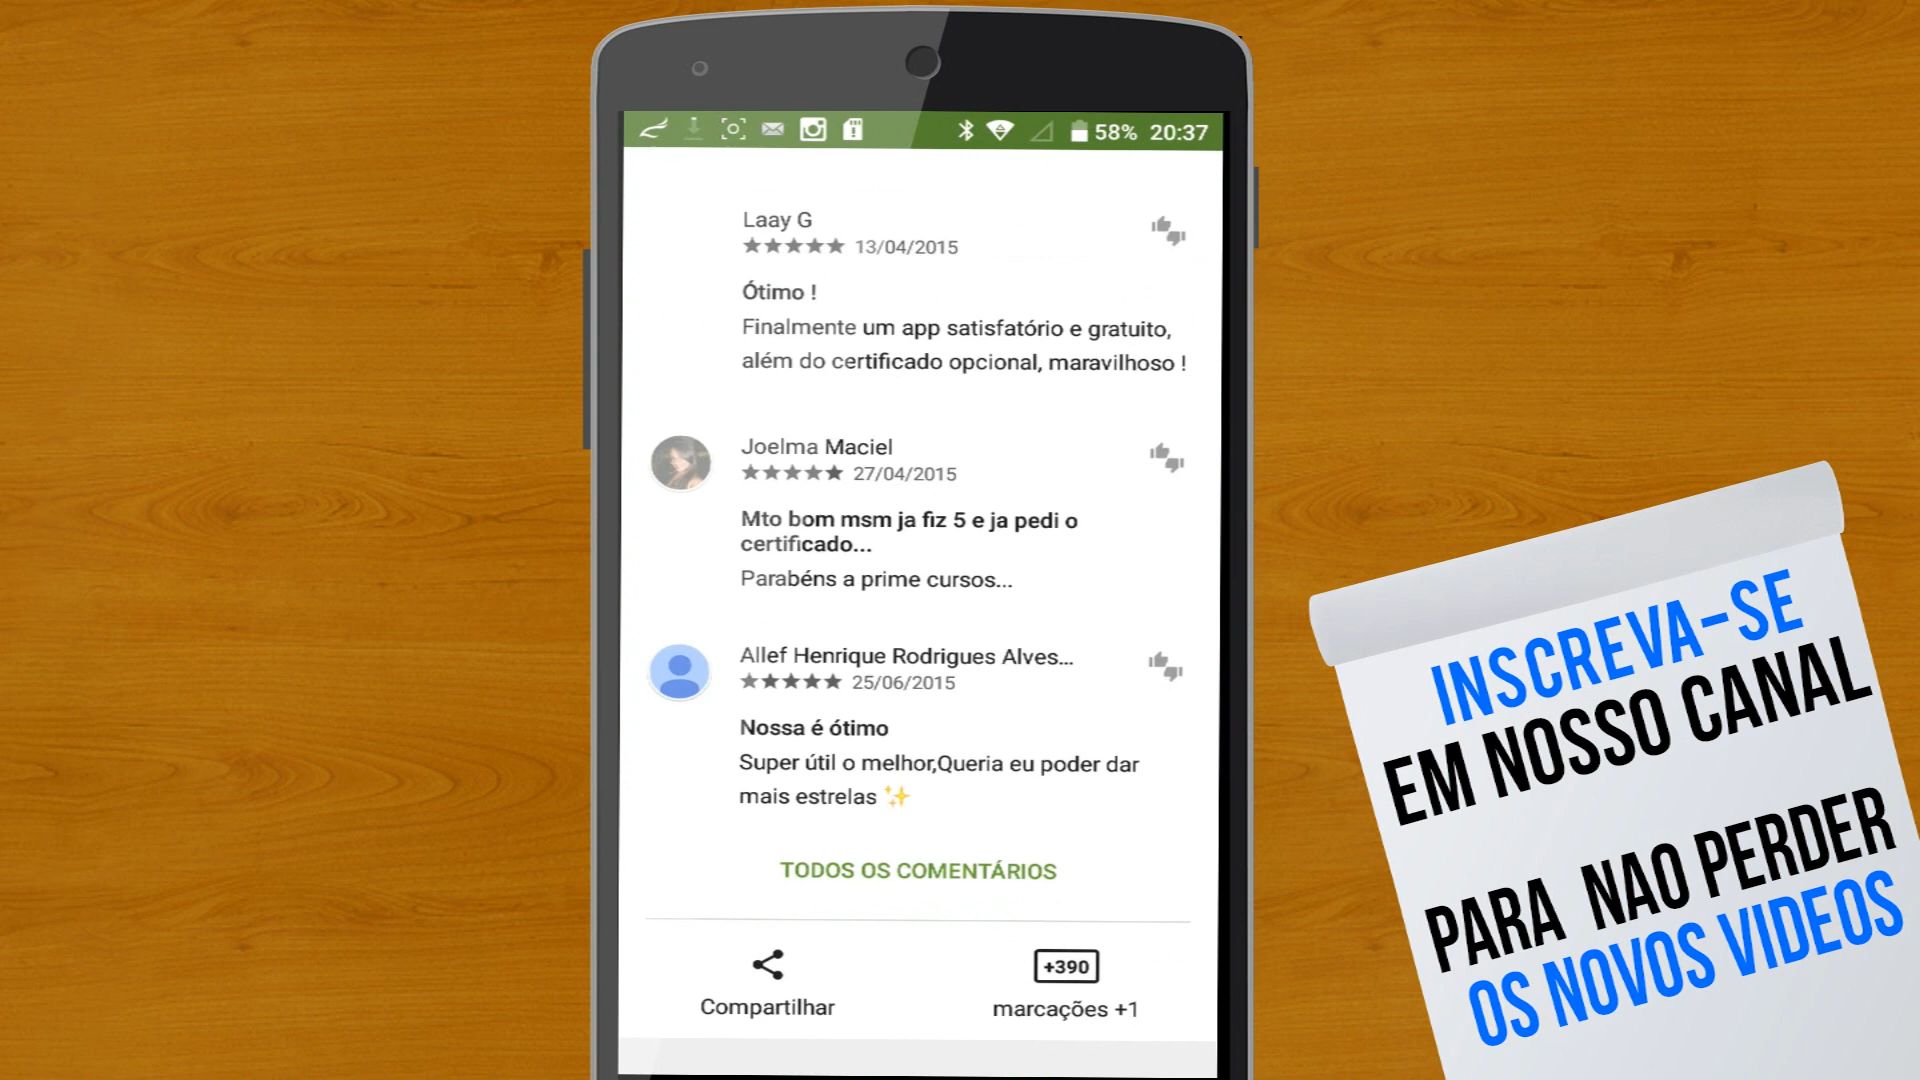 58% 20:37
Laay G
★★★★★ 13/04/2015
Ótimo !
Finalmente um app satisfatório e gratuito,
além do certificado opcional, maravilhoso !
Joelma Maciel
★★★★★ 27/04/2015
Mto bom msm ja fiz 5 e ja pedi o
certificado...
Parabéns a prime cursos...
Allef Henrique Rodrigues Alves...
★★★★★ 25/06/2015
Nossa é ótimo
Super útil o melhor,Queria eu poder dar
mais estrelas ✨
TODOS OS COMENTÁRIOS
+390
Compartilhar
marcações +1
INSCREVA-SE
EM NOSSO CANAL
PARA NAO PERDER
OS NOVOS VIDEOS